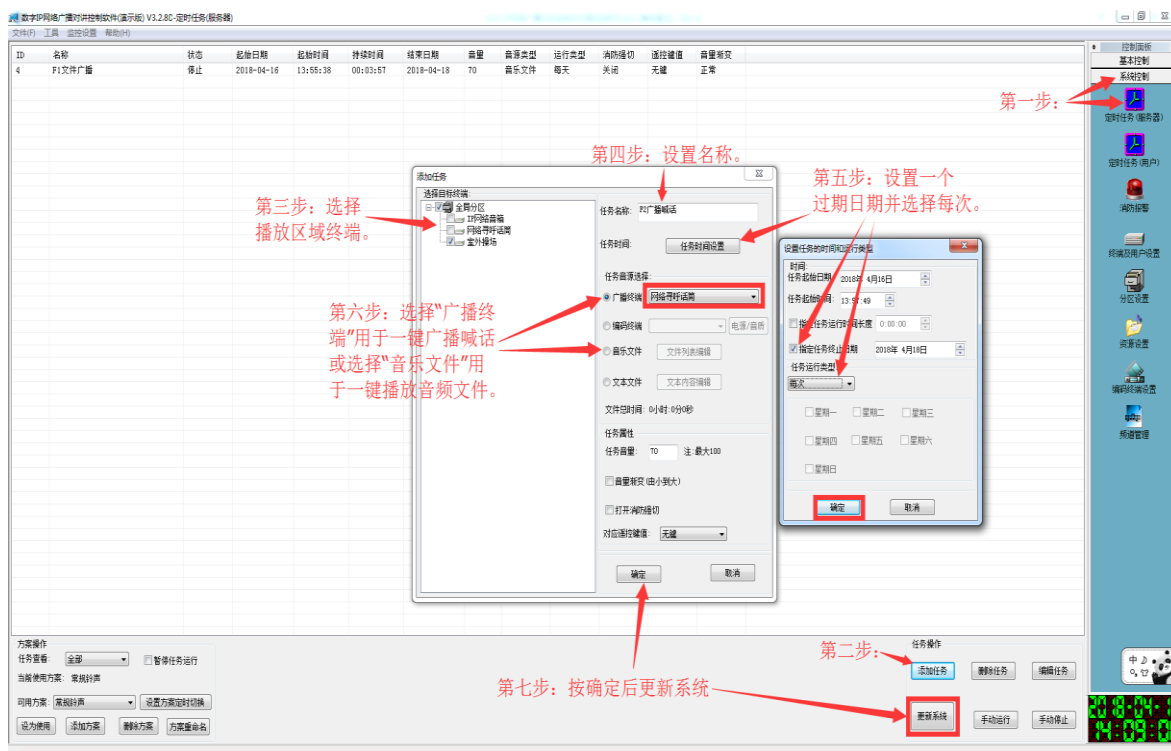 数字IP网络广播对讲控制软件(演示版) V3.2.8C-定时任务(服务器)
文件(F) 工具 监控设置 帮助(H)
ID 名称 状态 起始日期 起始时间 持续时间 结束日期 音量 音源类型 运行类型 消防强切 遥控键值 音量渐变
4 F1文件广播 停止 2018-04-16 13:55:38 00:03:57 2018-04-18 70 音乐文件 每天 关闭 无键 正常
控制面板
基本控制
系统控制
第一步：
定时任务(服务器)
定时任务(用户)
消防报警
终端及用户设置
分区设置
资源设置
编码终端设置
频道管理
第四步：设置名称。
第三步：选择
播放区域终端。
第五步：设置一个
过期日期并选择每次。
第六步：选择“广播终
端”用于一键广播喊话
或选择“音乐文件”用
于一键播放音频文件。
添加任务
选择目标终端:
全局分区
IP网络音箱
网络寻呼话筒
室外操场
任务名称: F2广播喊话
任务时间: 任务时间设置
任务音源选择:
广播终端 网络寻呼话筒
编码终端 电源/音质
音乐文件 文件列表编辑
文本文件 文本内容编辑
文件总时间: 0小时:0分0秒
任务属性
任务音量: 70 注:最大100
音量渐变(由小到大)
打开消防强切
对应遥控键值: 无键
确定 取消
设置任务的时间和运行类型
时间:
任务起始日期: 2018年 4月16日
任务起始时间: 13:57:49
指定任务运行时间长度 0:00:00
指定任务终止日期 2018年 4月18日
任务运行类型
每次
星期一 星期二 星期三
星期四 星期五 星期六
星期日
确定 取消
第二步：
第七步：按确定后更新系统
方案操作
任务查看: 全部 暂停任务运行
当前使用方案: 常规铃声
可用方案: 常规铃声 设置方案定时切换
设为使用 添加方案 删除方案 方案重命名
任务操作
添加任务 删除任务 编辑任务
更新系统 手动运行 手动停止
中
2018-04-
14:09:0